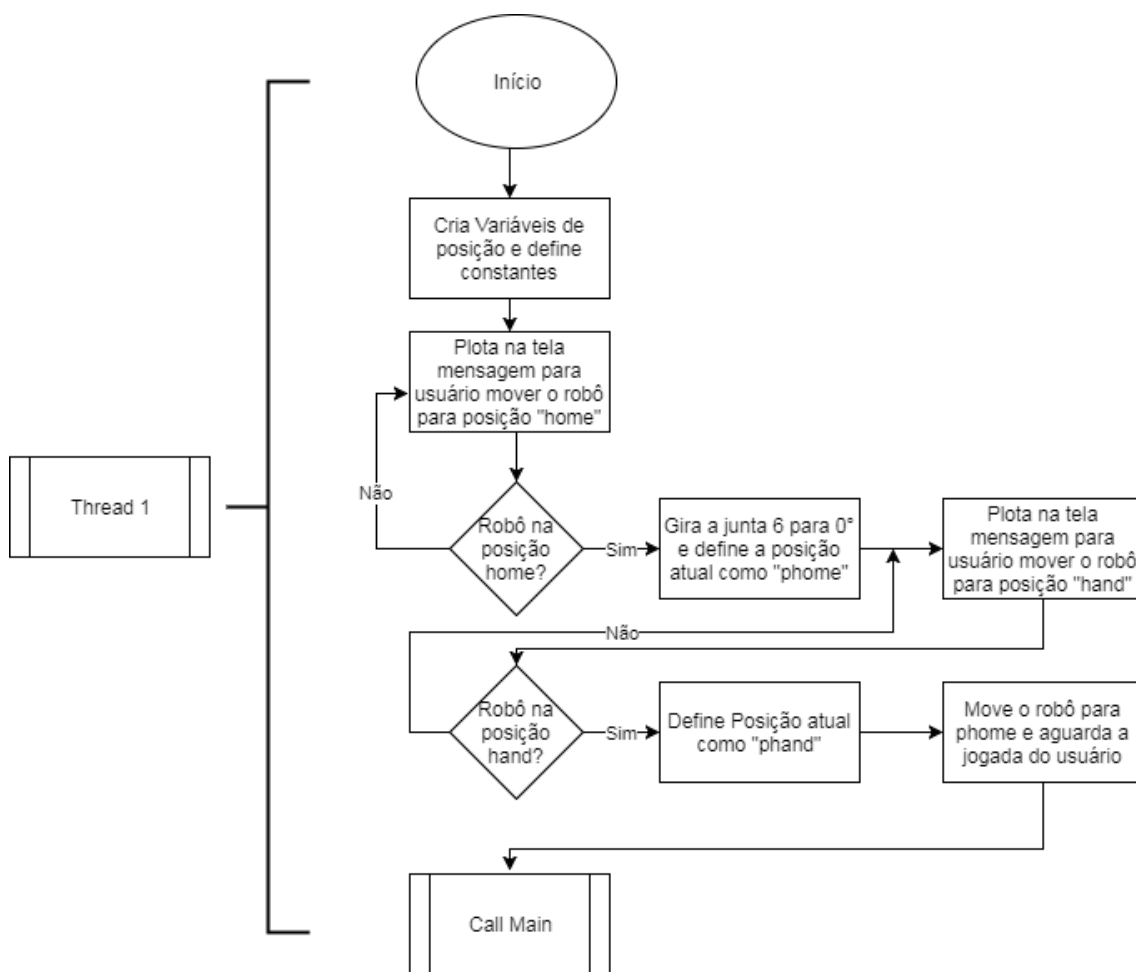 Início
Cria Variáveis de
posição e define
constantes
Plota na tela
mensagem para
usuário mover o robô
para posição "home"
Não
Thread 1
Robô na
posição
home?
Sim
Gira a junta 6 para 0°
e define a posição
atual como "phome"
Plota na tela
mensagem para
usuário mover o robô
para posição "hand"
Não
Robô na
posição
hand?
Sim
Define Posição atual
como "phand"
Move o robô para
phome e aguarda a
jogada do usuário
Call Main